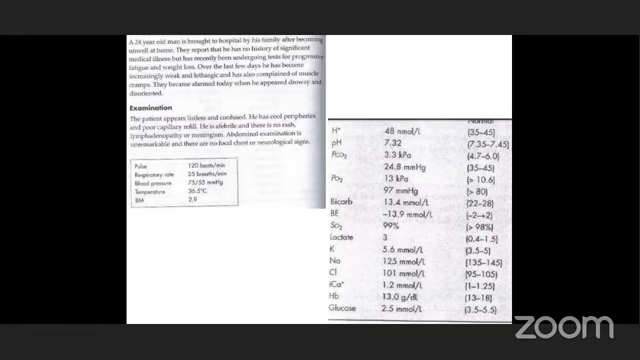 A 24 year old man is brought to hospital by his family after becoming
unwell at home. They report that he has no history of significant
medical illness but has recently been undergoing tests for progressive
fatigue and weight loss. Over the last few days he has become
increasingly weak and lethargic and has also complained of muscle
cramps. They became alarmed today when he appeared drowsy and
disoriented.
Examination
The patient appears listless and confused. He has cool peripheries
and poor capillary refill. He is afebrile and there is no rash,
lymphadenopathy or meningism. Abdominal examination is
unremarkable and there are no focal chest or neurological signs.
Pulse 120 beats/min
Respiratory rate 25 breaths/min
Blood pressure 75/55 mmHg
Temperature 36.5°C
BM 2.9
Normal
H+ 48 nmol/L (35–45)
pH 7.32 (7.35–7.45)
Pco2 3.3 kPa (4.7–6.0)
24.8 mmHg (35–45)
Po2 13 kPa (> 10.6)
97 mmHg (> 80)
Bicarb 13.4 mmol/L (22–28)
BE –13.9 mmol/L (–2→+2)
So2 99% (> 98%)
Lactate 3 (0.4–1.5)
K 5.6 mmol/L (3.5–5)
Na 125 mmol/L (135–145)
Cl 101 mmol/L (95–105)
iCa+ 1.2 mmol/L (1–1.25)
Hb 13.0 g/dl (13–18)
Glucose 2.5 mmol/L (3.5–5.5)
zoom